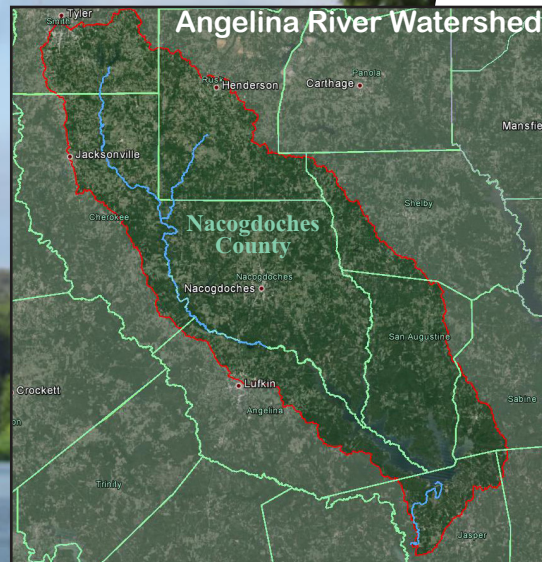 Angelina River Watershed
Tyler
Smith
Rusk
Henderson
Carthage
Panola
Mansfie
Jacksonville
Cherokee
Shelby
Nacogdoches
County
Nacogdoches
Nacogdoches
San Augustine
Crockett
Lufkin
Angelina
Sabine
on
Trinity
Jasper